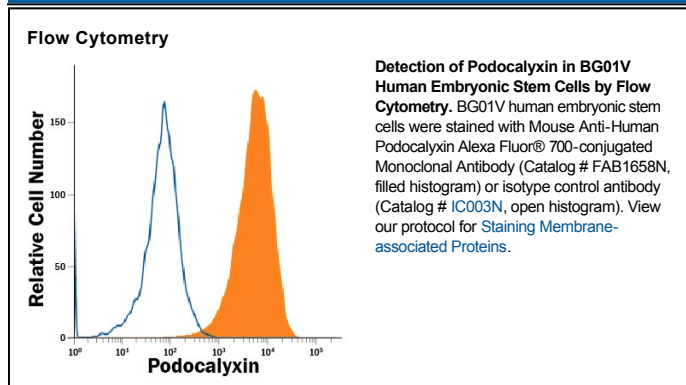 Flow Cytometry
Relative Cell Number
150
100
50
0
10⁰ 10¹ 10² 10³ 10⁴ 10⁵
Podocalyxin
Detection of Podocalyxin in BG01V
Human Embryonic Stem Cells by Flow
Cytometry. BG01V human embryonic stem
cells were stained with Mouse Anti-Human
Podocalyxin Alexa Fluor® 700-conjugated
Monoclonal Antibody (Catalog # FAB1658N,
filled histogram) or isotype control antibody
(Catalog # IC003N, open histogram). View
our protocol for Staining Membrane-
associated Proteins.